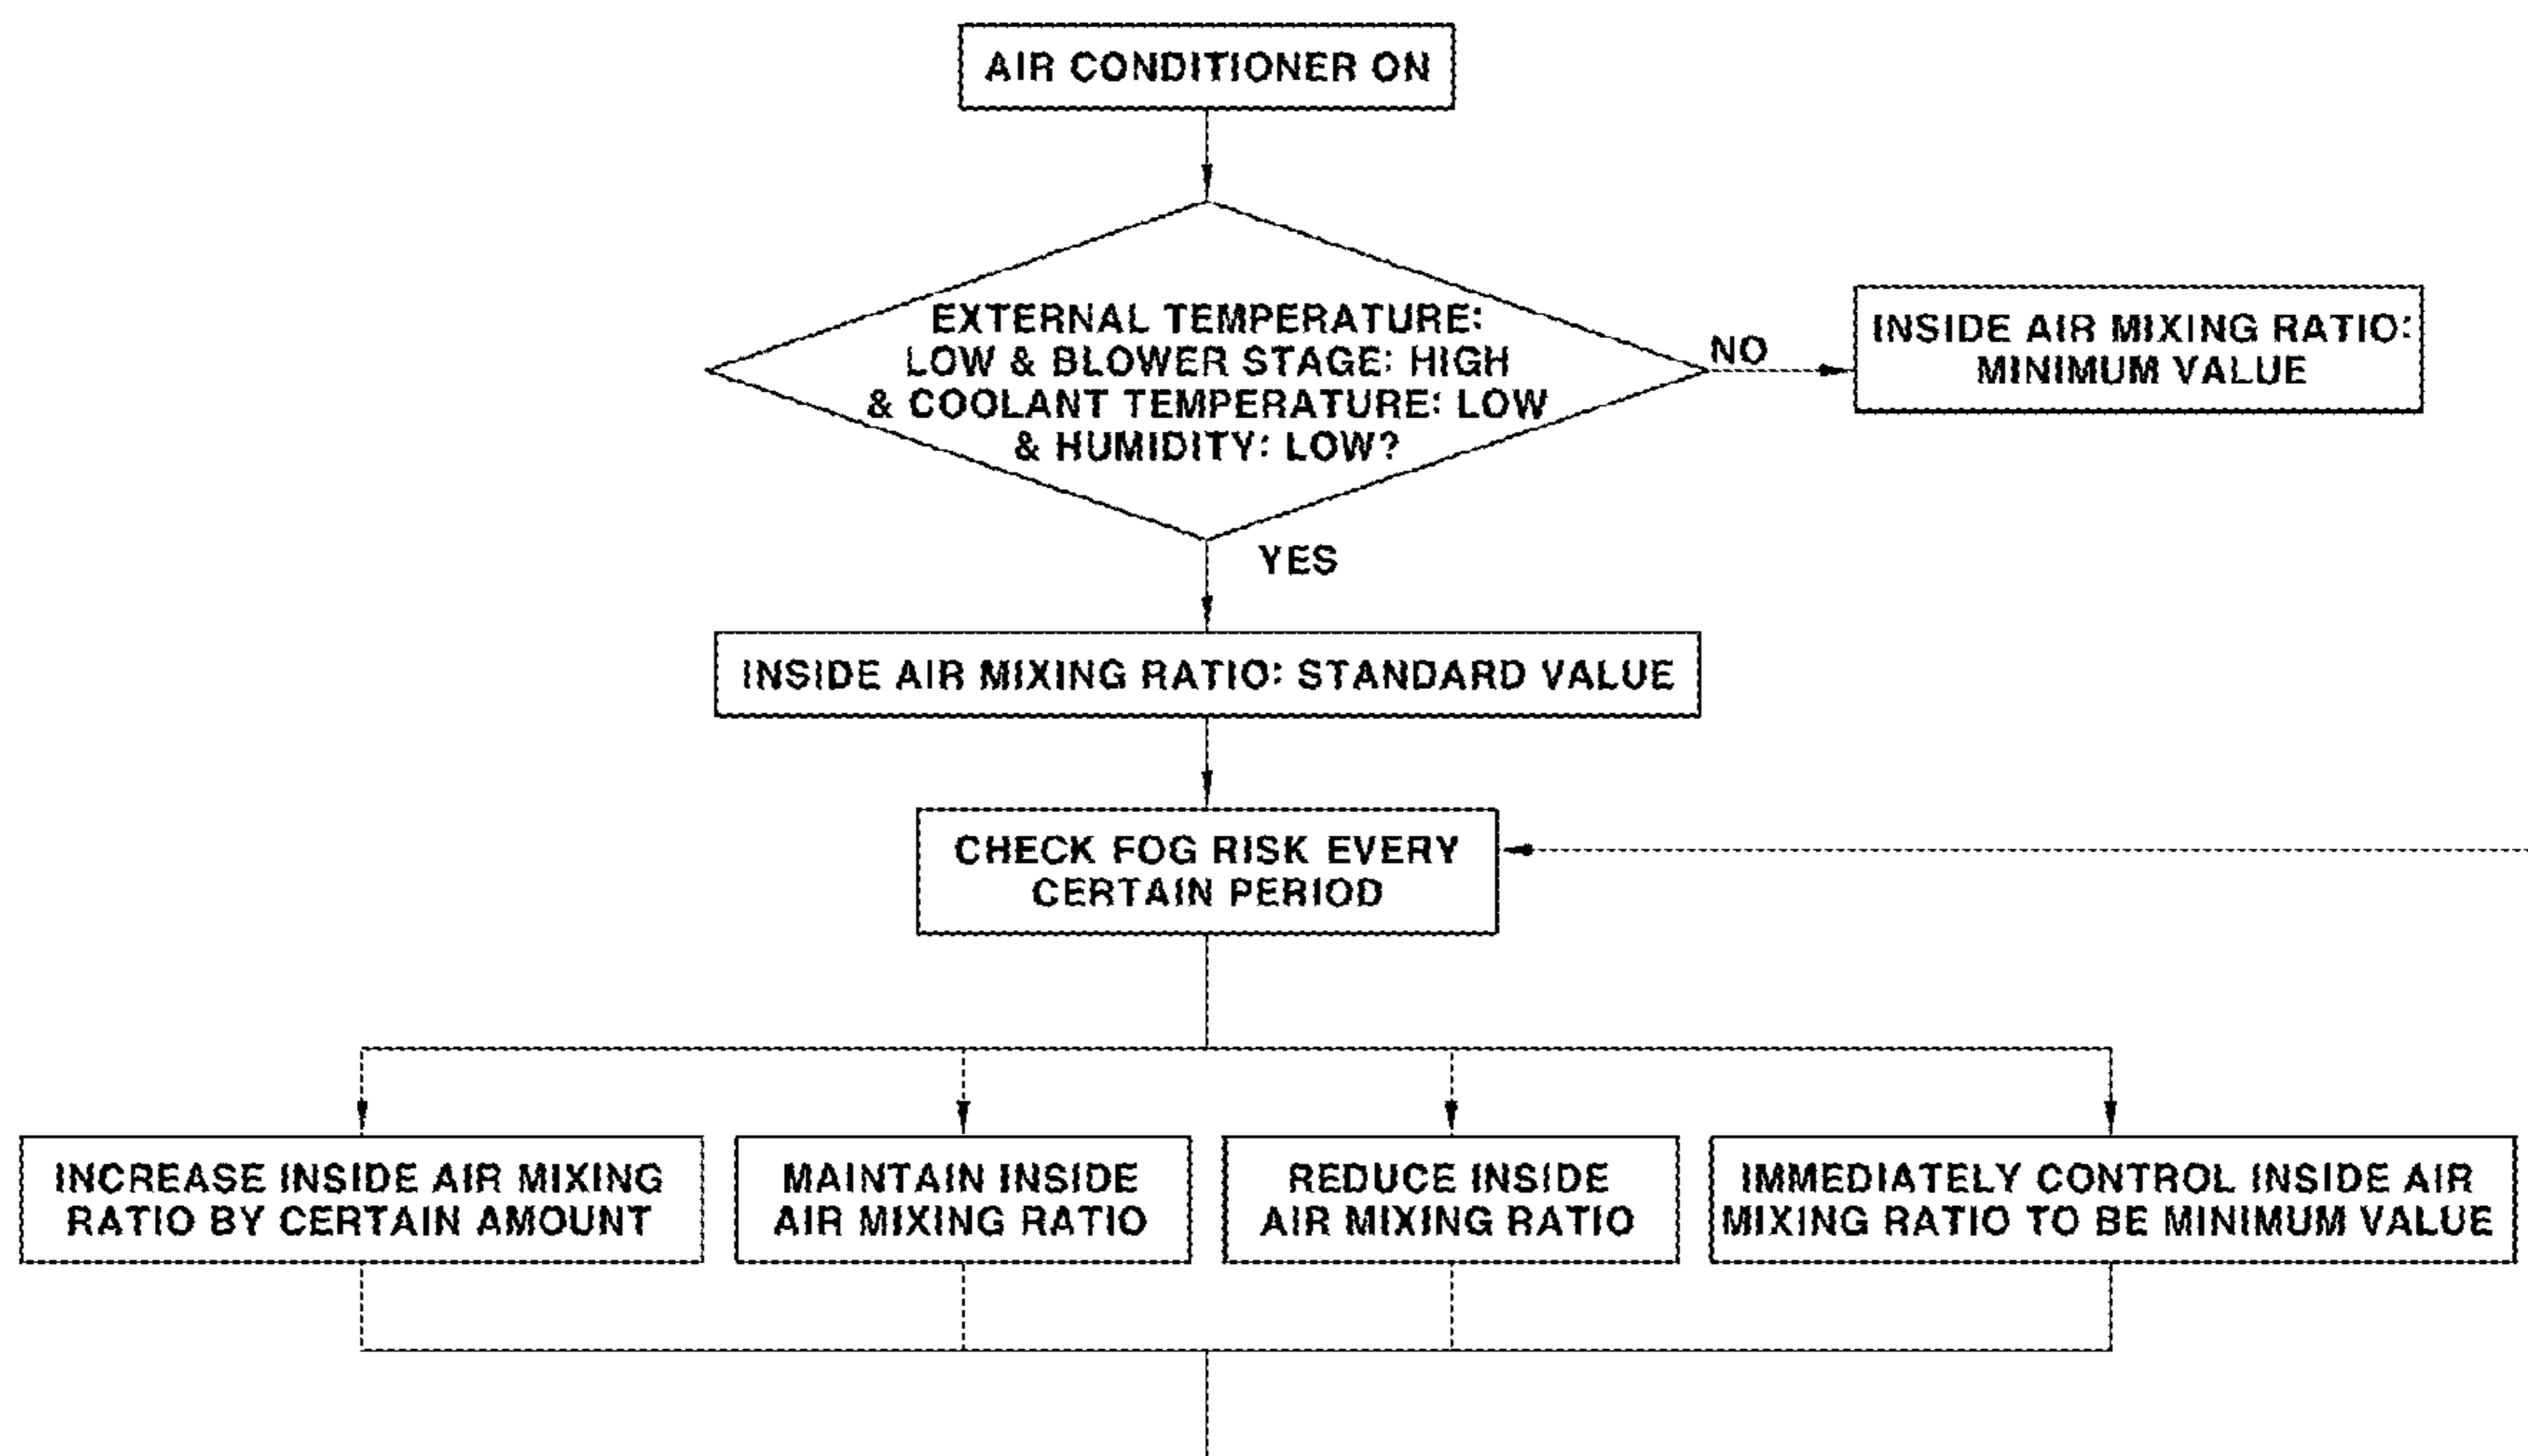 AIR CONDITIONER ON
EXTERNAL TEMPERATURE:
LOW & BLOWER STAGE: HIGH
& COOLANT TEMPERATURE: LOW
& HUMIDITY: LOW?
NO
INSIDE AIR MIXING RATIO:
MINIMUM VALUE
YES
INSIDE AIR MIXING RATIO: STANDARD VALUE
CHECK FOG RISK EVERY
CERTAIN PERIOD
INCREASE INSIDE AIR MIXING
RATIO BY CERTAIN AMOUNT
MAINTAIN INSIDE
AIR MIXING RATIO
REDUCE INSIDE
AIR MIXING RATIO
IMMEDIATELY CONTROL INSIDE AIR
MIXING RATIO TO BE MINIMUM VALUE